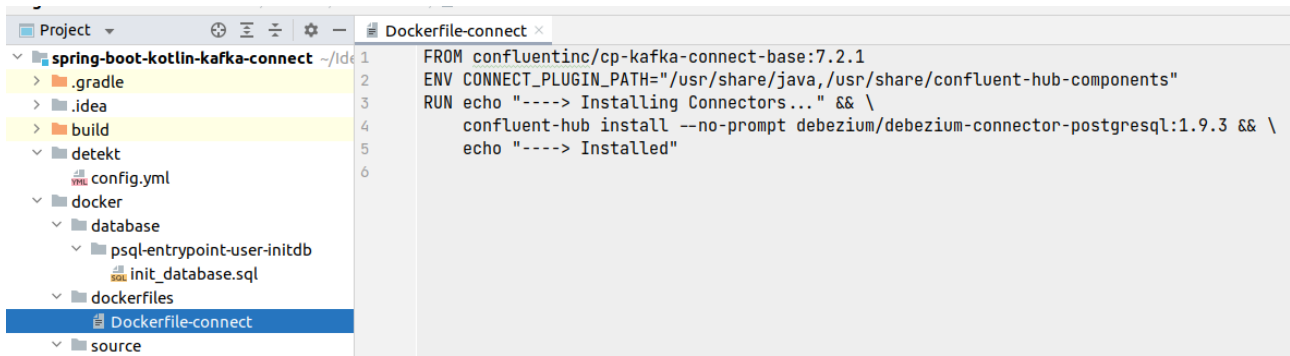 Project
spring-boot-kotlin-kafka-connect ~/Ide
.gradle
.idea
build
detekt
config.yml
docker
database
psql-entrypoint-user-initdb
init_database.sql
dockerfiles
Dockerfile-connect
source
Dockerfile-connect
1 FROM confluentinc/cp-kafka-connect-base:7.2.1
2 ENV CONNECT_PLUGIN_PATH="/usr/share/java,/usr/share/confluent-hub-components"
3 RUN echo "----> Installing Connectors..." && \
4 confluent-hub install --no-prompt debezium/debezium-connector-postgresql:1.9.3 && \
5 echo "----> Installed"
6